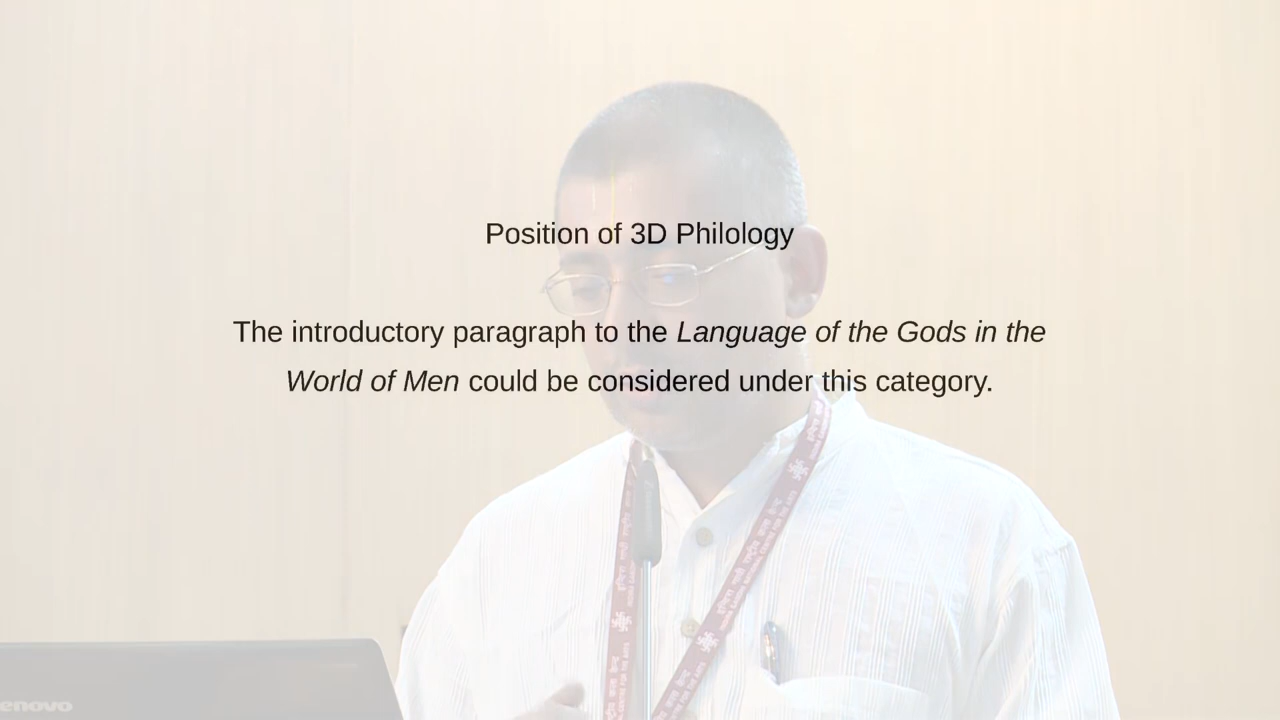 Position of 3D Philology
The introductory paragraph to the Language of the Gods in the
World of Men could be considered under this category.
enovo